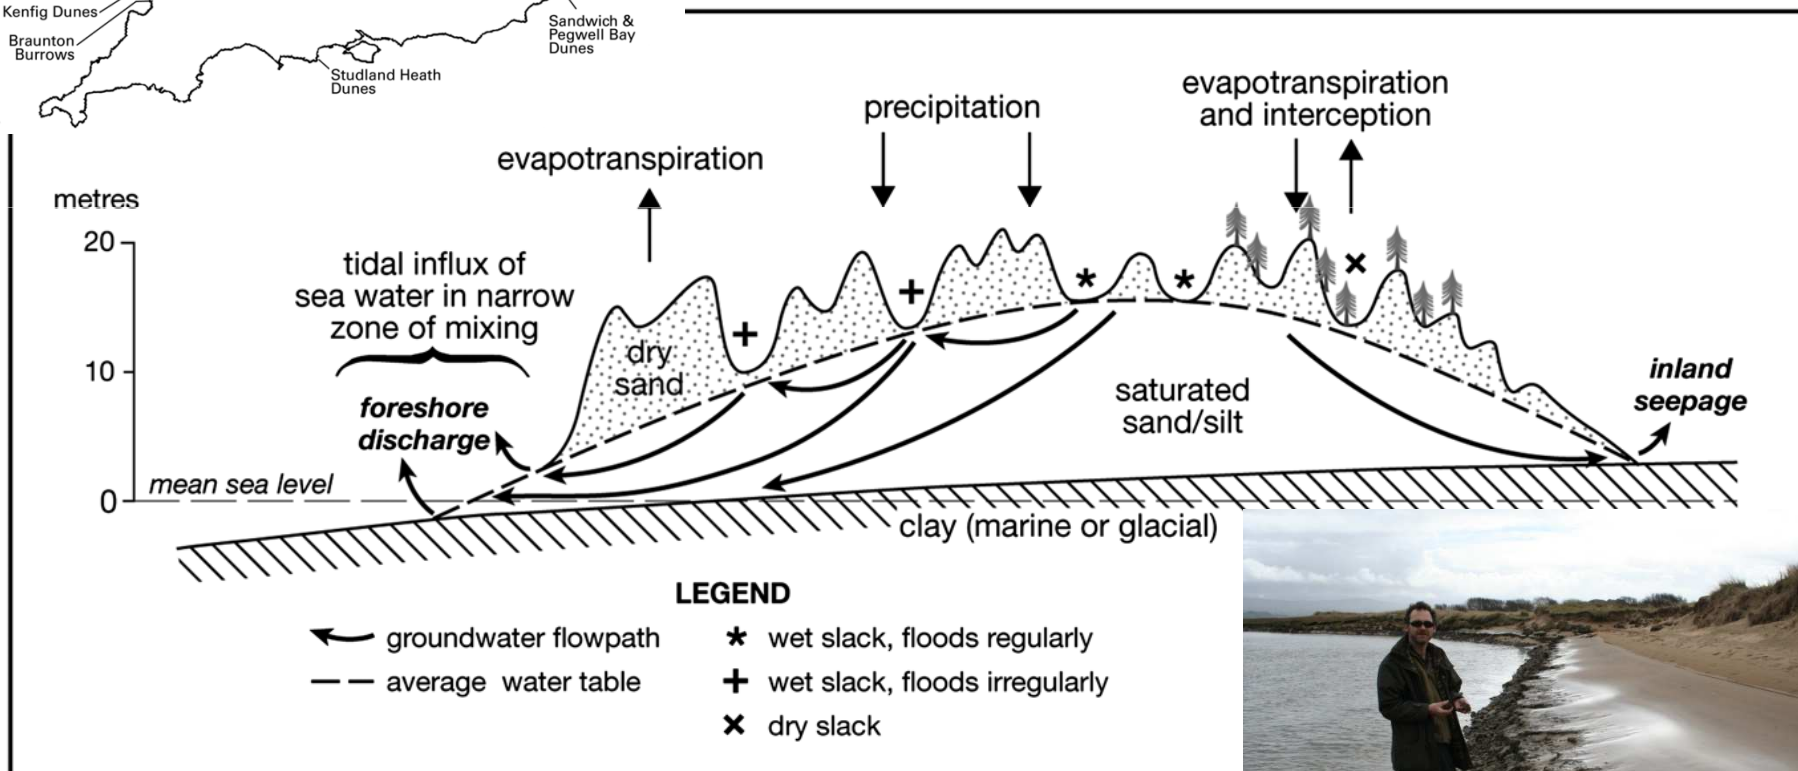 Kenfig Dunes
Braunton
Burrows
Studland Heath
Dunes
Sandwich &
Pegwell Bay
Dunes
evapotranspiration
precipitation
evapotranspiration
and interception
metres
20
10
0
tidal influx of
sea water in narrow
zone of mixing
foreshore
discharge
mean sea level
dry
sand
saturated
sand/silt
inland
seepage
clay (marine or glacial)
LEGEND
groundwater flowpath
average water table
* wet slack, floods regularly
+ wet slack, floods irregularly
× dry slack